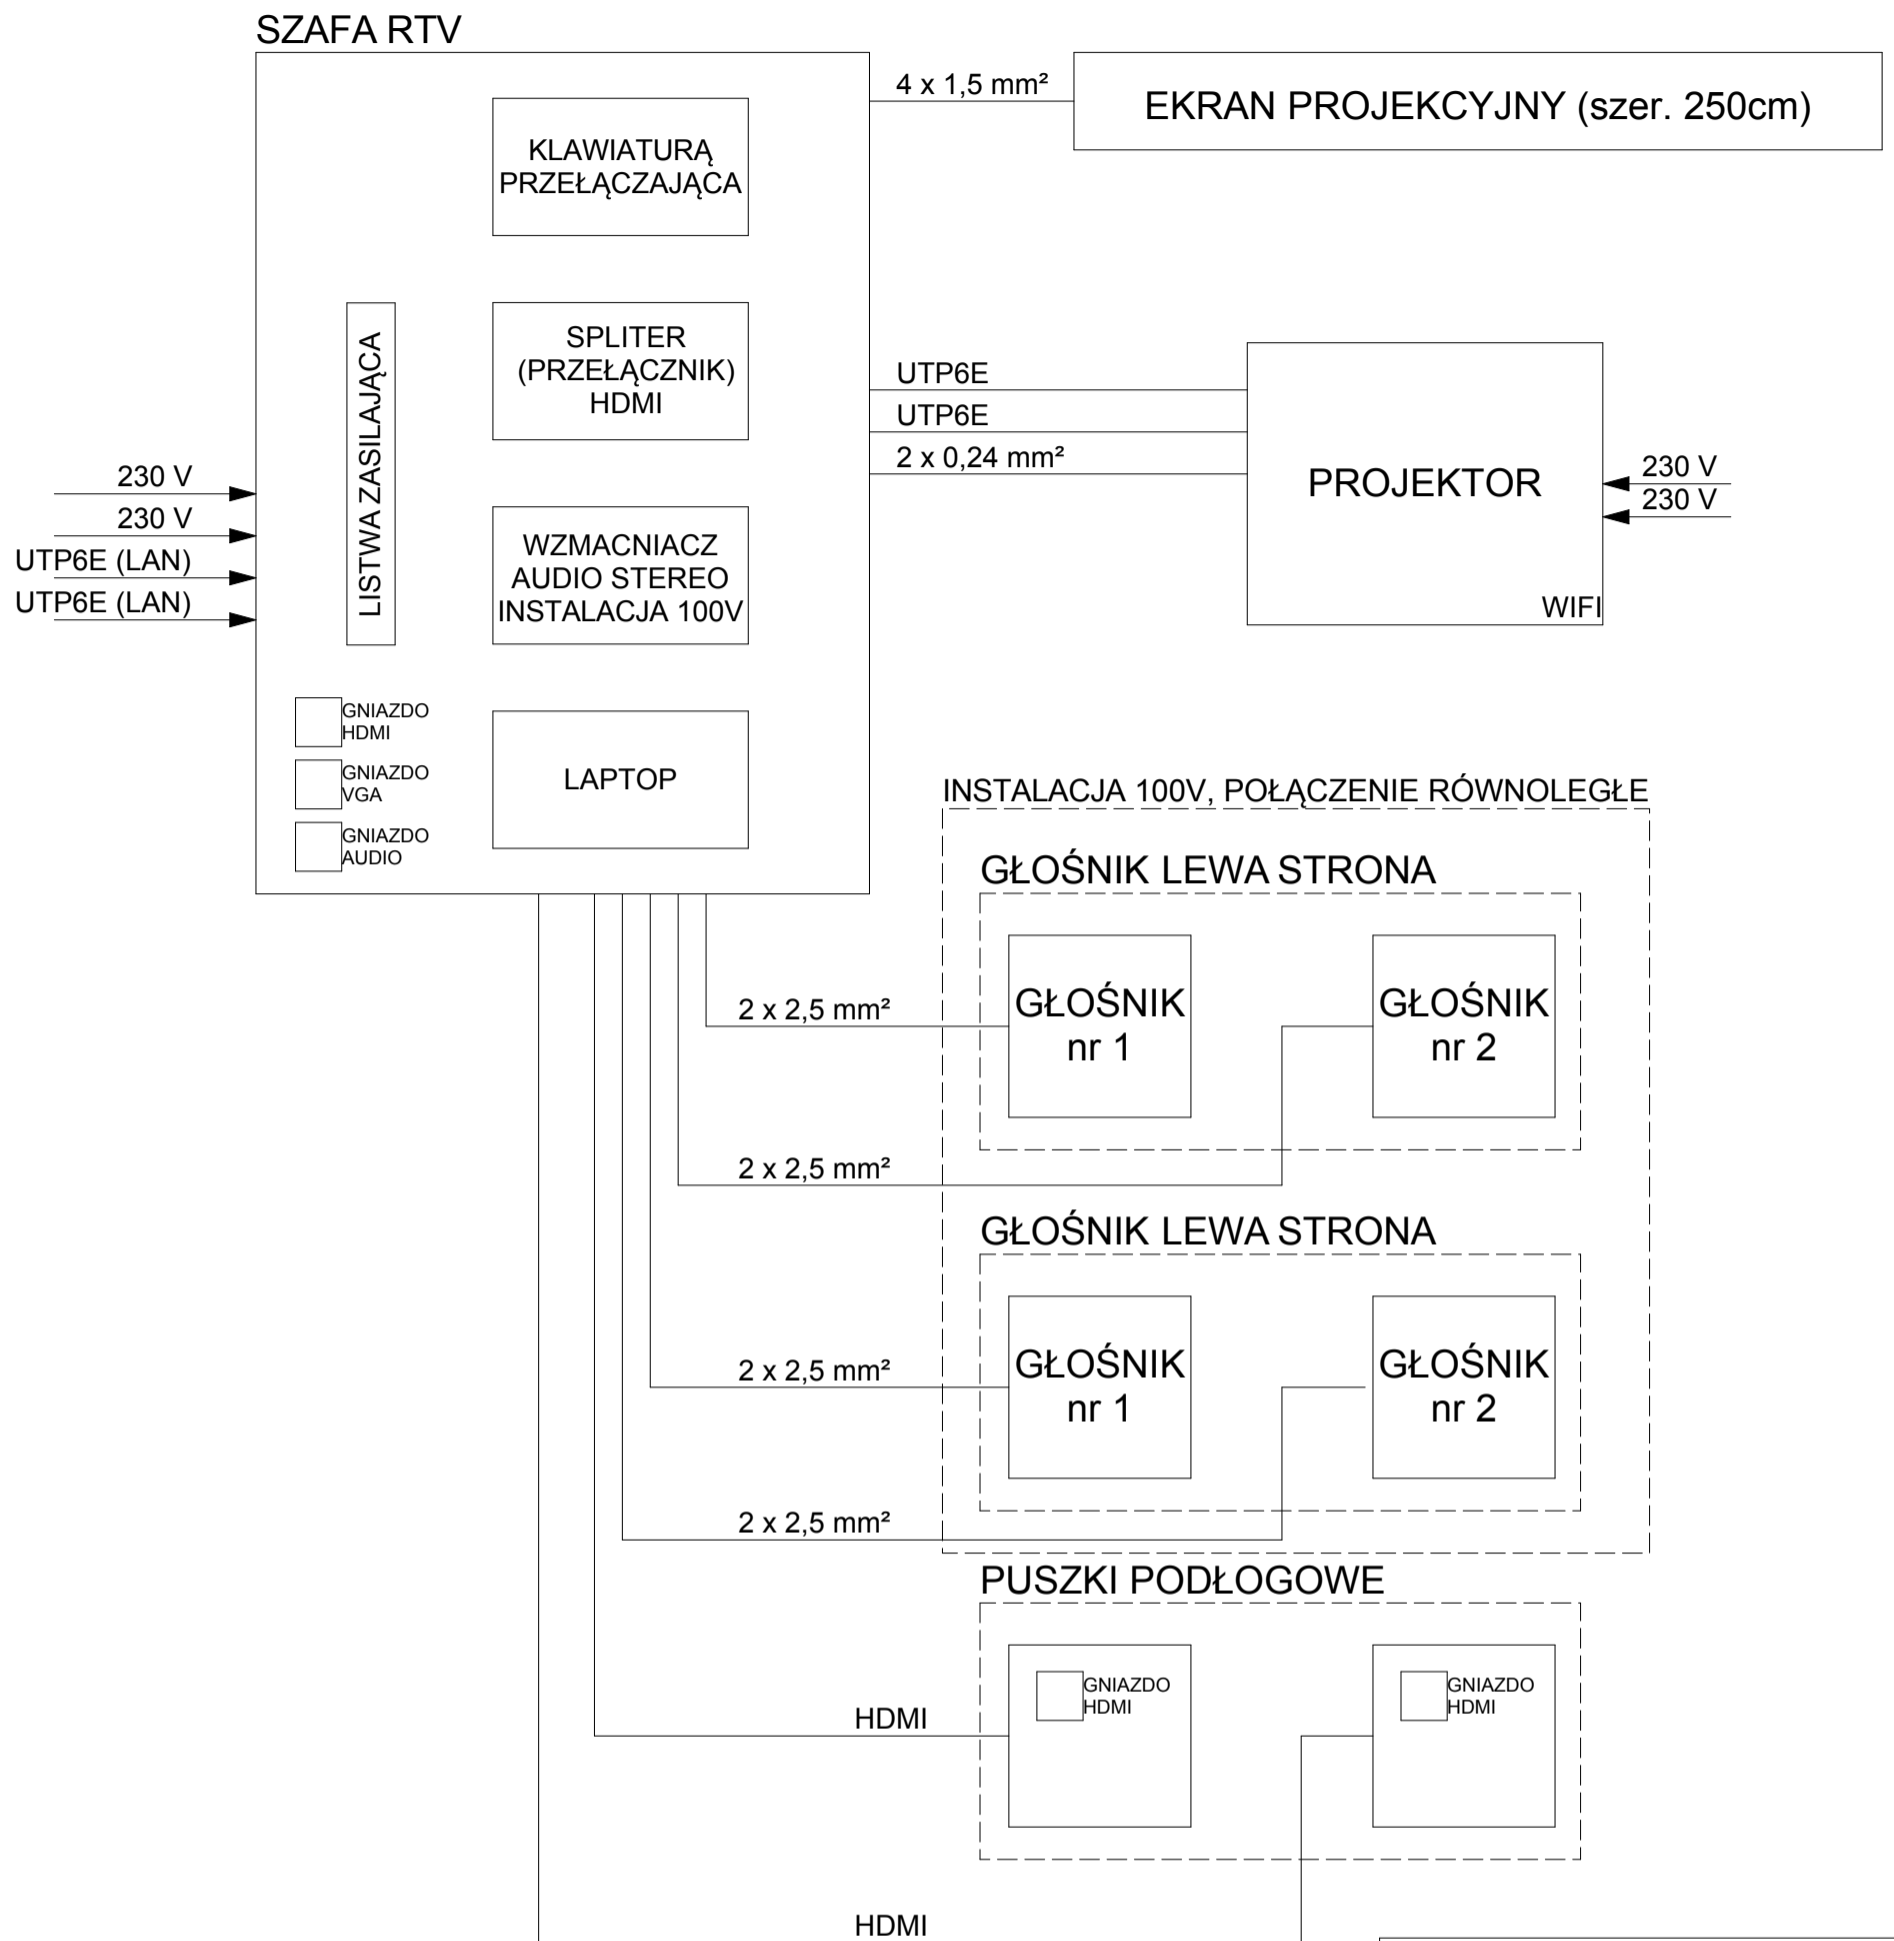 SZAFA RTV
4 x 1,5 mm²
EKRAN PROJEKCYJNY (szer. 250cm)
KLAWIATURĄ
PRZEŁĄCZAJĄCA
LISTWA ZASILAJĄCA
SPLITER
(PRZEŁĄCZNIK)
HDMI
UTP6E
UTP6E
2 x 0,24 mm²
PROJEKTOR
WIFI
230 V
230 V
230 V
230 V
UTP6E (LAN)
UTP6E (LAN)
WZMACNIACZ
AUDIO STEREO
INSTALACJA 100V
GNIAZDO
HDMI
GNIAZDO
VGA
GNIAZDO
AUDIO
LAPTOP
INSTALACJA 100V, POŁĄCZENIE RÓWNOLEGŁE
GŁOŚNIK LEWA STRONA
2 x 2,5 mm²
GŁOŚNIK
nr 1
GŁOŚNIK
nr 2
2 x 2,5 mm²
GŁOŚNIK LEWA STRONA
2 x 2,5 mm²
GŁOŚNIK
nr 1
GŁOŚNIK
nr 2
2 x 2,5 mm²
PUSZKI PODŁOGOWE
GNIAZDO
HDMI
GNIAZDO
HDMI
HDMI
HDMI